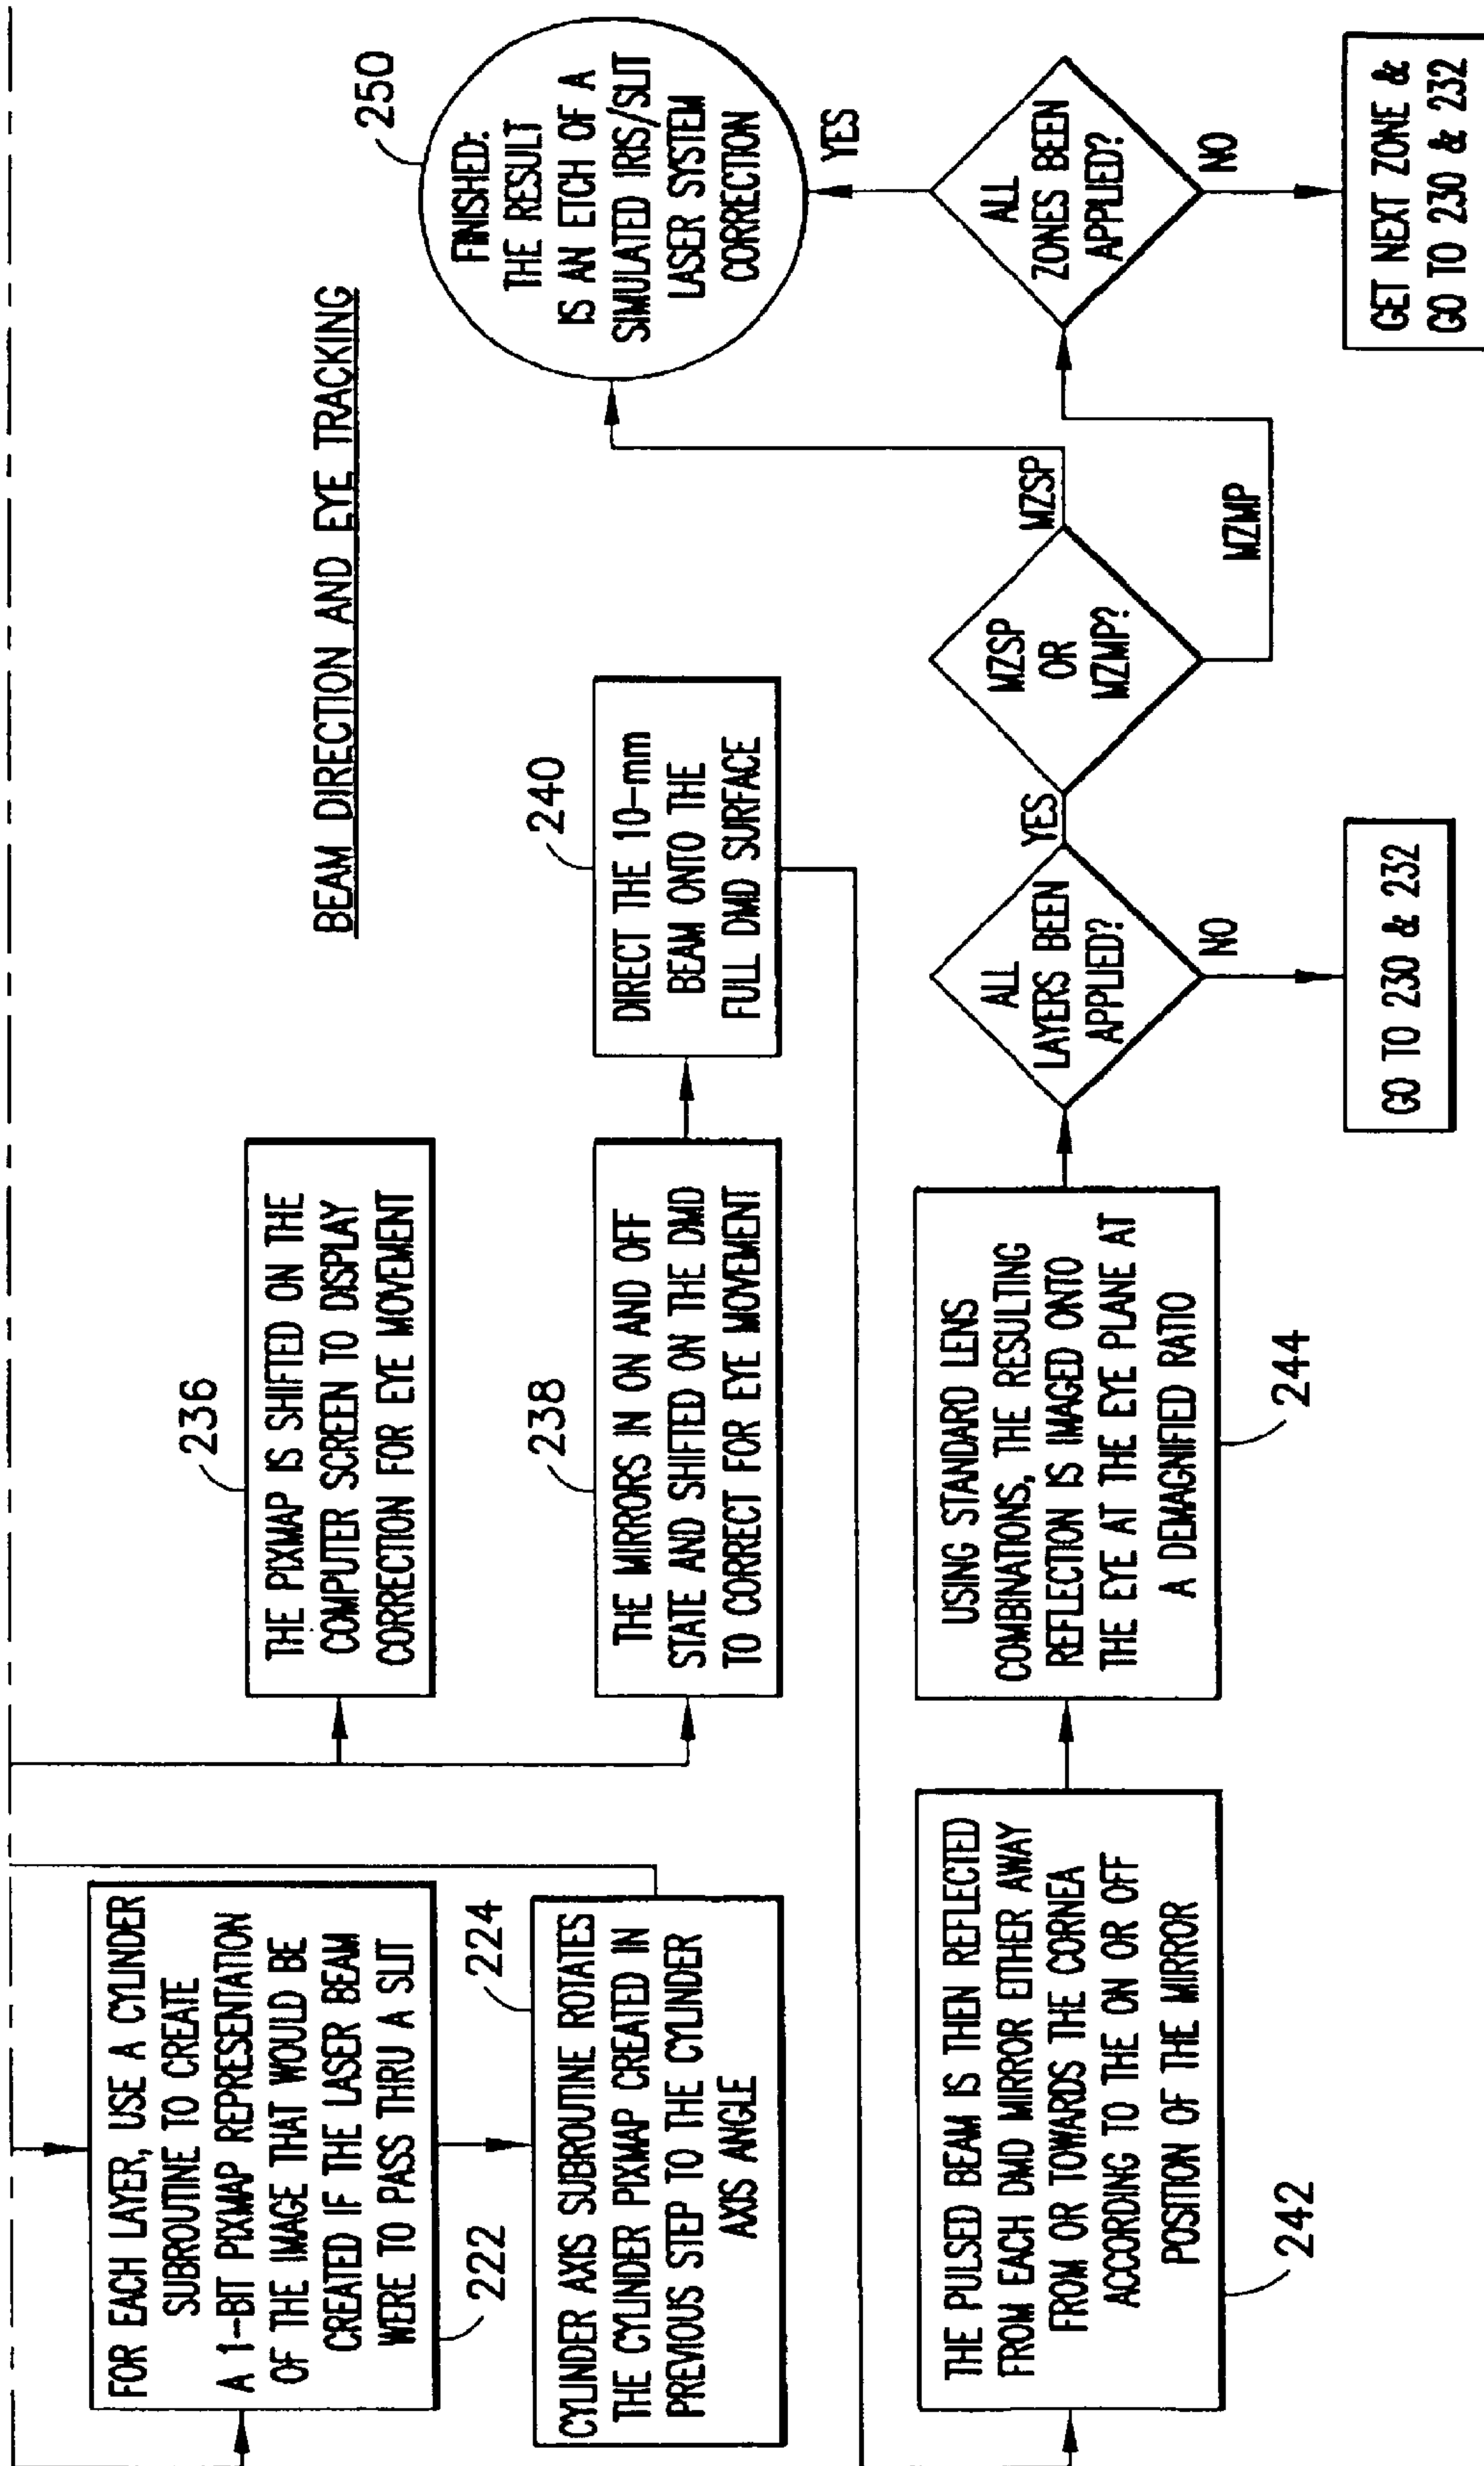 BEAM DIRECTION AND EYE TRACKING
FOR EACH LAYER, USE A CYLINDER
SUBROUTINE TO CREATE
A 1-BIT PIXMAP REPRESENTATION
OF THE IMAGE THAT WOULD BE
CREATED IF THE LASER BEAM
WERE TO PASS THRU A SLIT
222
CYLINDER AXIS SUBROUTINE ROTATES
THE CYLINDER PIXMAP CREATED IN
PREVIOUS STEP TO THE CYLINDER
AXIS ANGLE
224
THE PIXMAP IS SHIFTED ON THE
COMPUTER SCREEN TO DISPLAY
CORRECTION FOR EYE MOVEMENT
236
THE MIRRORS IN ON AND OFF
STATE AND SHIFTED ON THE DMD
TO CORRECT FOR EYE MOVEMENT
238
DIRECT THE 10-mm
BEAM ONTO THE
FULL DMD SURFACE
240
THE PULSED BEAM IS THEN REFLECTED
FROM EACH DMD MIRROR EITHER AWAY
FROM OR TOWARDS THE CORNEA
ACCORDING TO THE ON OR OFF
POSITION OF THE MIRROR
242
USING STANDARD LENS
COMBINATIONS, THE RESULTING
REFLECTION IS IMAGED ONTO
THE EYE AT THE EYE PLANE AT
A DEMAGNIFIED RATIO
244
ALL
LAYERS BEEN
APPLIED?
YES
NO
GO TO 230 & 232
MZSP
OR
MZMP?
MZSP
MZMP
ALL
ZONES BEEN
APPLIED?
YES
NO
GET NEXT ZONE &
GO TO 230 & 232
FINISHED:
THE RESULT
IS AN ETCH OF A
SIMULATED IRIS/SLIT
LASER SYSTEM
CORRECTION
250